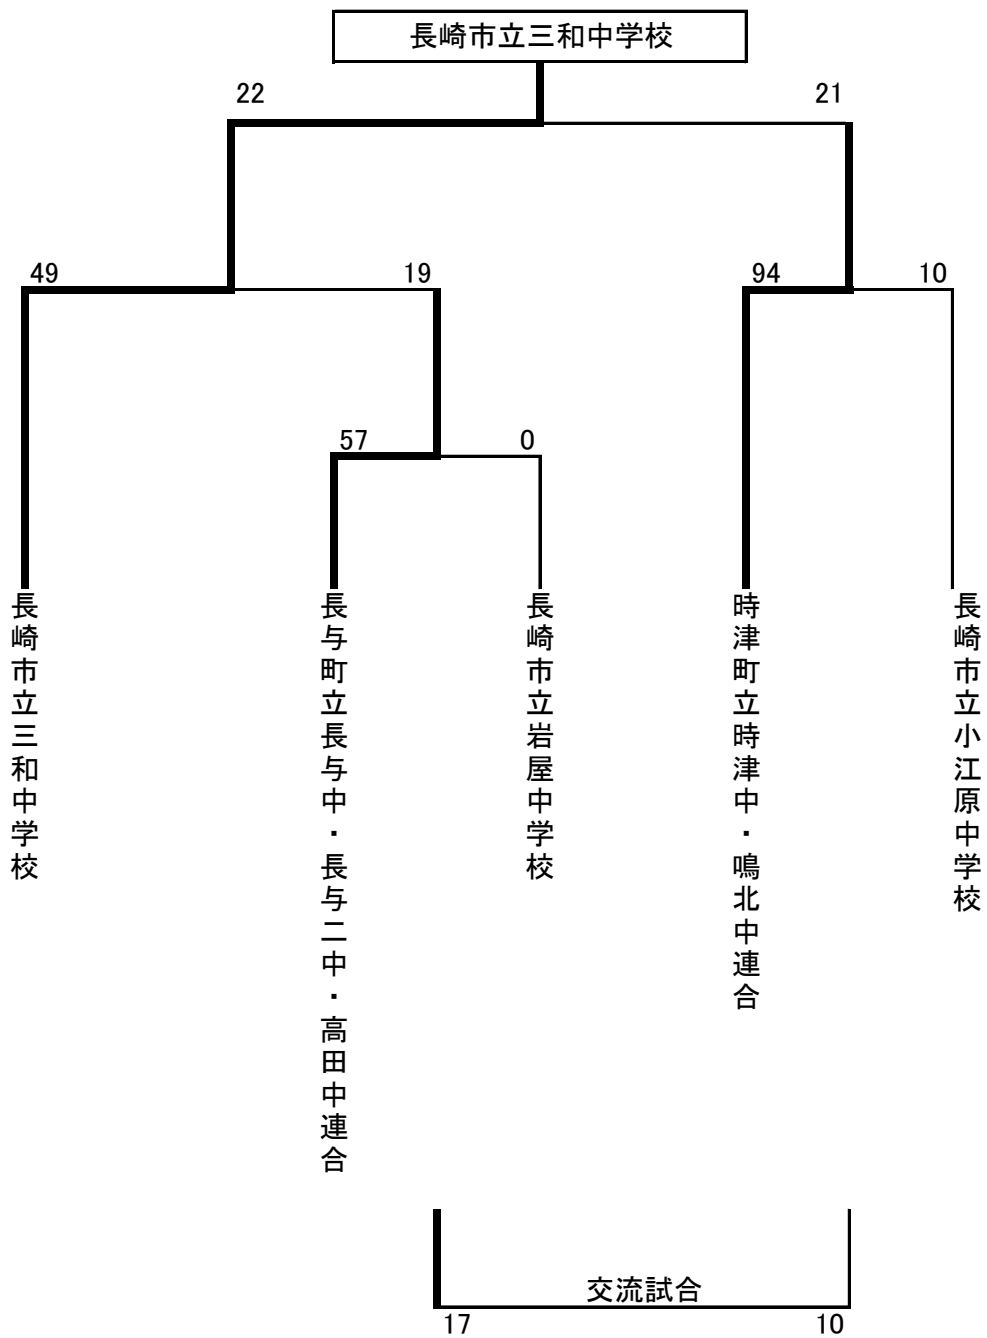 長崎市立三和中学校
22
21
49
19
94
10
57
0
長崎市立三和中学校
長与町立長与中・長与二中・高田中連合
長崎市立岩屋中学校
時津町立時津中・鳴北中連合
長崎市立小江原中学校
交流試合
17
10